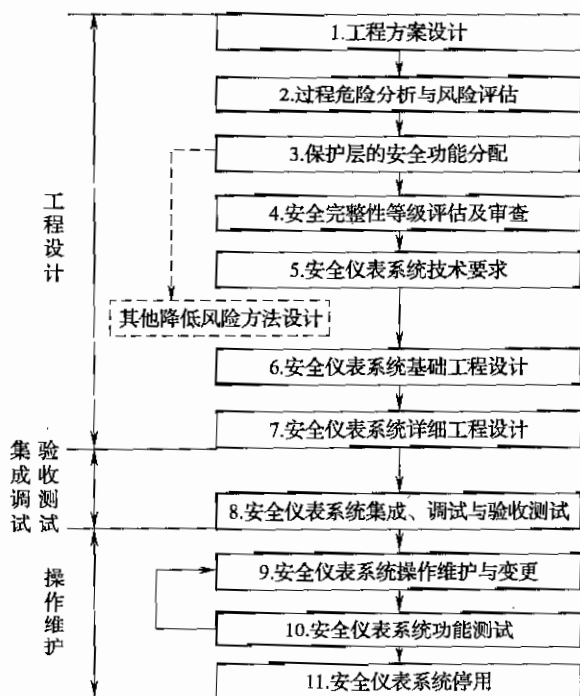 1.工程方案设计
2.过程危险分析与风险评估
3.保护层的安全功能分配
4.安全完整性等级评估及审查
5.安全仪表系统技术要求
其他降低风险方法设计
6.安全仪表系统基础工程设计
7.安全仪表系统详细工程设计
8.安全仪表系统集成、调试与验收测试
9.安全仪表系统操作维护与变更
10.安全仪表系统功能测试
11.安全仪表系统停用
工程设计
集成调试
验收测试
操作维护